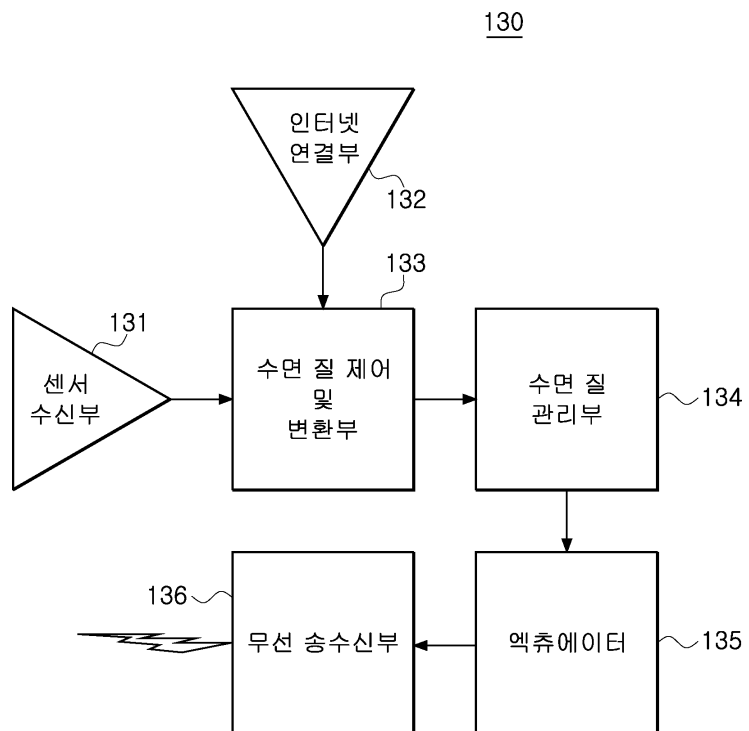 130
인터넷
연결부
132
133
131
센서
수신부
수면 질 제어
및
변환부
수면 질
관리부
134
136
무선 송수신부
엑츄에이터
135